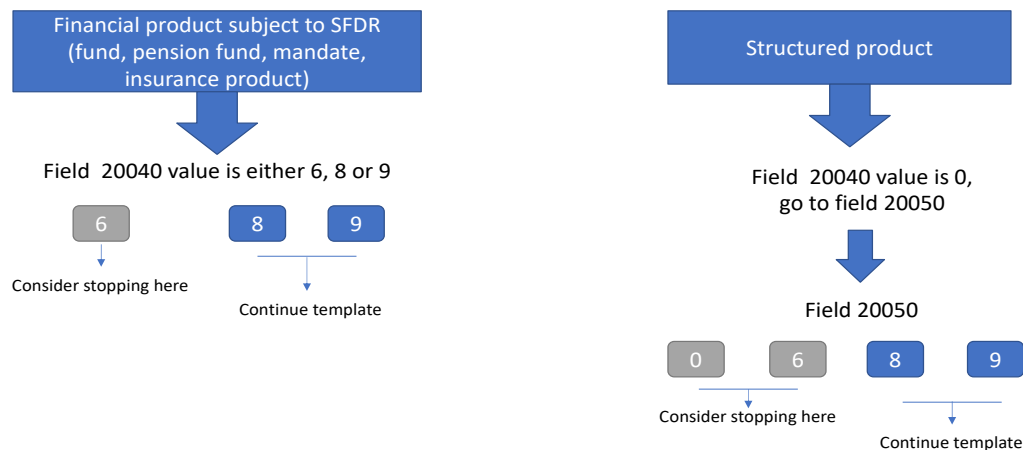 Financial product subject to SFDR
(fund, pension fund, mandate,
insurance product)
Field 20040 value is either 6, 8 or 9
6
8
9
Consider stopping here
Continue template
Structured product
Field 20040 value is 0,
go to field 20050
Field 20050
0
6
8
9
Consider stopping here
Continue template